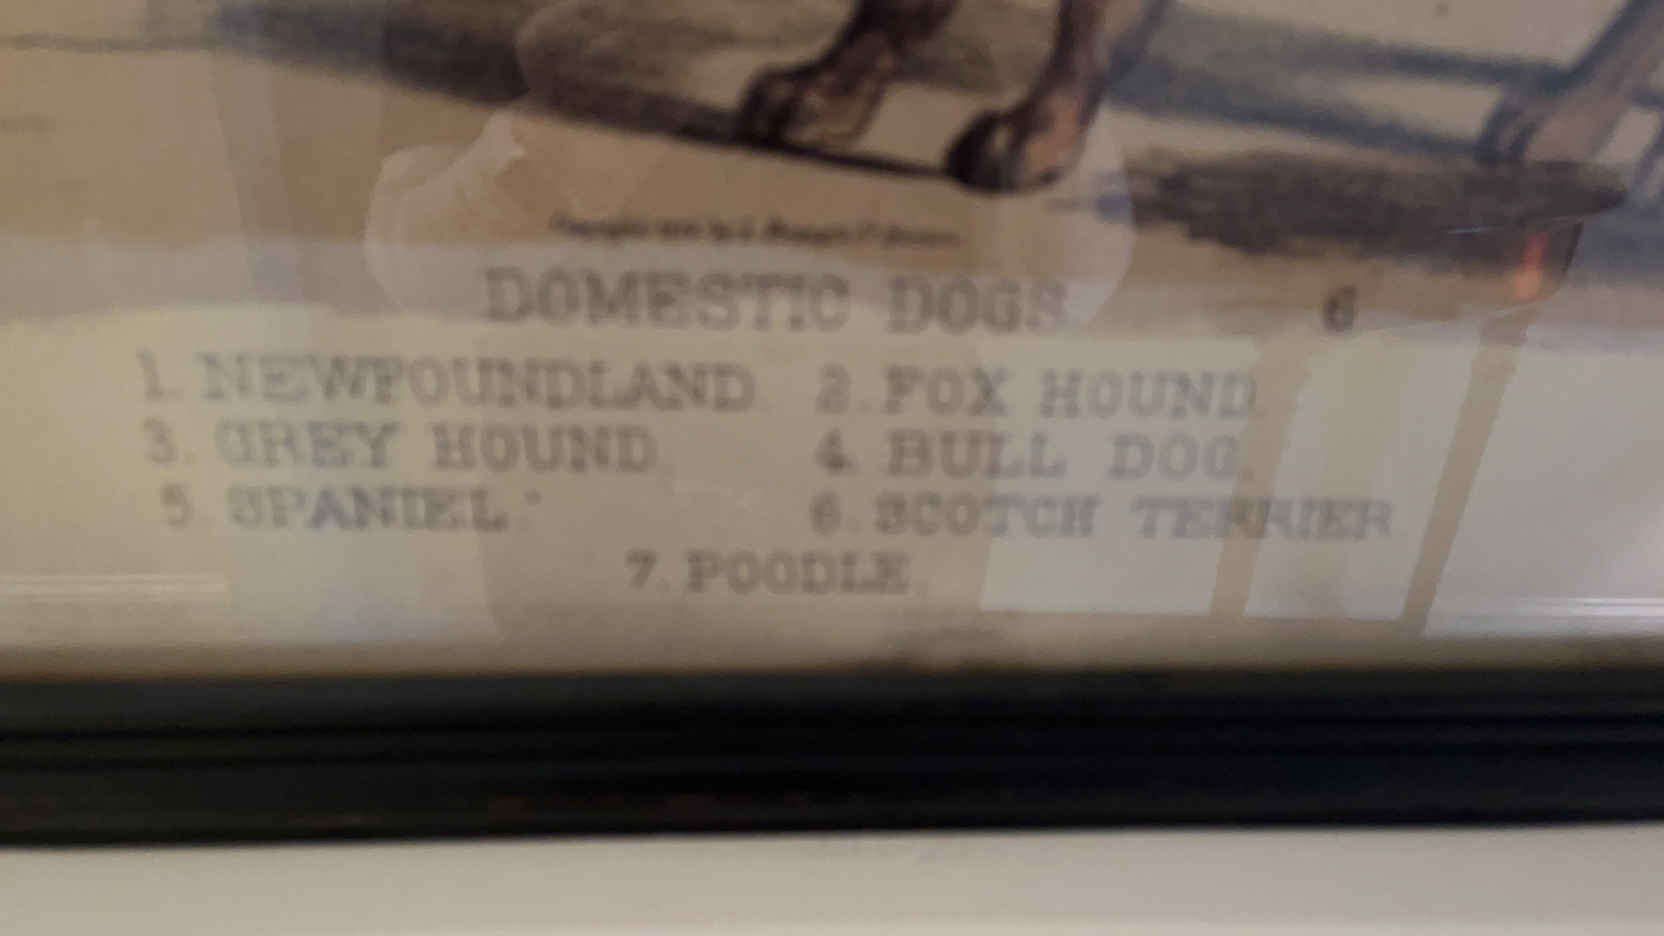 DOMESTIC DOGS 6
1. NEWFOUNDLAND. 2. FOX HOUND.
3. GREY HOUND. 4. BULL DOG.
5. SPANIEL. 6. SCOTCH TERRIER.
7. POODLE.